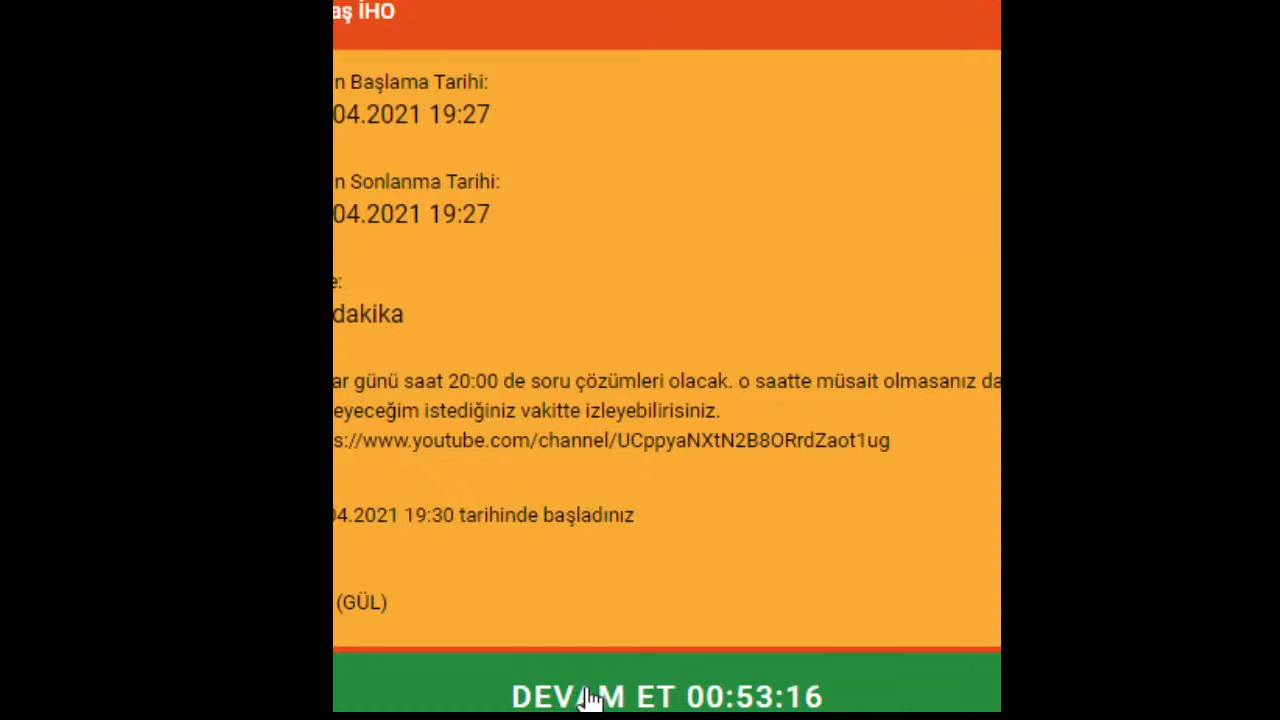 aş İHO
n Başlama Tarihi:
04.2021 19:27
n Sonlanma Tarihi:
04.2021 19:27
e:
dakika
ar günü saat 20:00 de soru çözümleri olacak. o saatte müsait olmasanız da
eyeceğim istediğiniz vakitte izleyebilirisiniz.
s://www.youtube.com/channel/UCppyaNXtN2B8ORrdZaot1ug
04.2021 19:30 tarihinde başladınız
(GÜL)
DEVAM ET 00:53:16